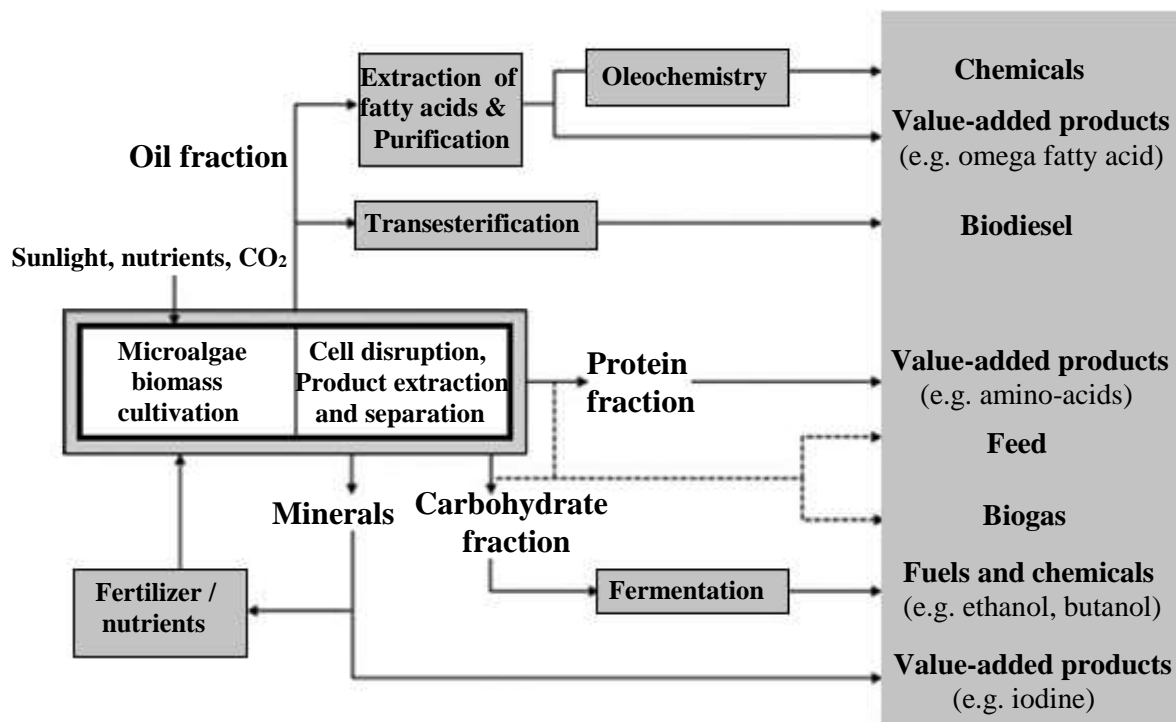 Extraction of
fatty acids &
Purification
Oleochemistry
Chemicals
Value-added products
(e.g. omega fatty acid)
Oil fraction
Transesterification
Biodiesel
Sunlight, nutrients, CO₂
Microalgae
biomass
cultivation
Cell disruption,
Product extraction
and separation
Protein
fraction
Value-added products
(e.g. amino-acids)
Feed
Minerals
Carbohydrate
fraction
Biogas
Fertilizer /
nutrients
Fermentation
Fuels and chemicals
(e.g. ethanol, butanol)
Value-added products
(e.g. iodine)